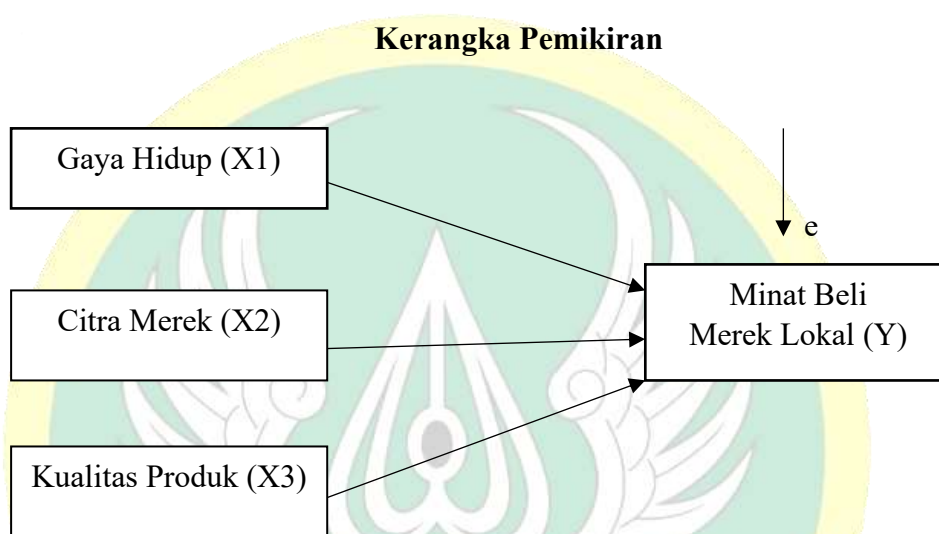 Kerangka Pemikiran
Gaya Hidup (X1)
e
Minat Beli
Merek Lokal (Y)
Citra Merek (X2)
Kualitas Produk (X3)